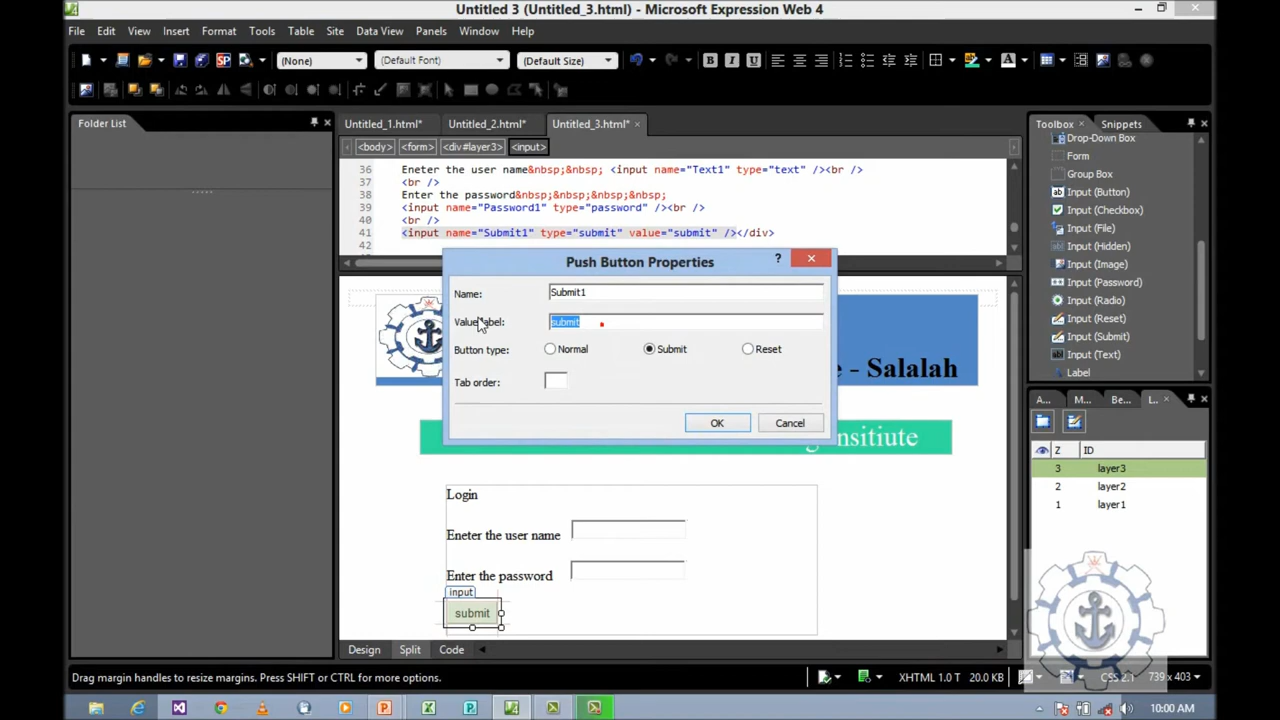 Untitled 3 (Untitled_3.html) - Microsoft Expression Web 4
File Edit View Insert Format Tools Table Site Data View Panels Window Help
(None) (Default Font) (Default Size) B I U A
Folder List
Untitled_1.html* Untitled_2.html* Untitled_3.html*
<body> <form> <div#layer3> <input>
36 Eneter the user name&nbsp;&nbsp; <input name="Text1" type="text" /><br />
37 <br />
38 Enter the password&nbsp;&nbsp;&nbsp;&nbsp;
39 <input name="Password1" type="password" /><br />
40 <br />
41 <input name="Submit1" type="submit" value="submit" /></div>
42
Push Button Properties
Name: Submit1
Value/label: submit
Button type: Normal Submit Reset
Tab order:
OK Cancel
e - Salalah
nsitiute
Login
Eneter the user name
Enter the password
input
submit
Design Split Code
Toolbox Snippets
Drop-Down Box
Form
Group Box
Input (Button)
Input (Checkbox)
Input (File)
Input (Hidden)
Input (Image)
Input (Password)
Input (Radio)
Input (Reset)
Input (Submit)
Input (Text)
Label
A... M... Be... L...
Z ID
3 layer3
2 layer2
1 layer1
Drag margin handles to resize margins. Press SHIFT or CTRL for more options.
XHTML 1.0 T 20.0 KB CSS 2.1 739 x 403
10:00 AM